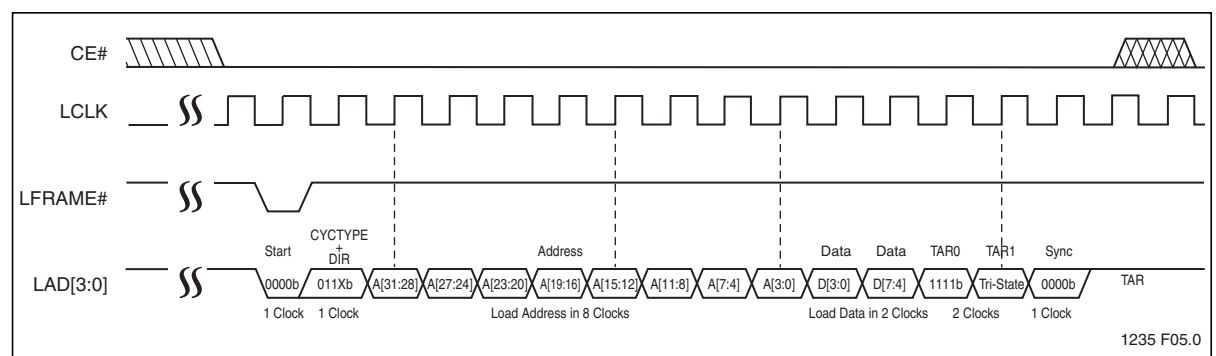 CE#
LCLK
LFRAME#
Start CYCTYPE + DIR Address Data Data TAR0 TAR1 Sync
LAD[3:0] 0000b 011Xb A[31:28] A[27:24] A[23:20] A[19:16] A[15:12] A[11:8] A[7:4] A[3:0] D[3:0] D[7:4] 1111b Tri-State 0000b TAR
1 Clock 1 Clock Load Address in 8 Clocks Load Data in 2 Clocks 2 Clocks 1 Clock
1235 F05.0